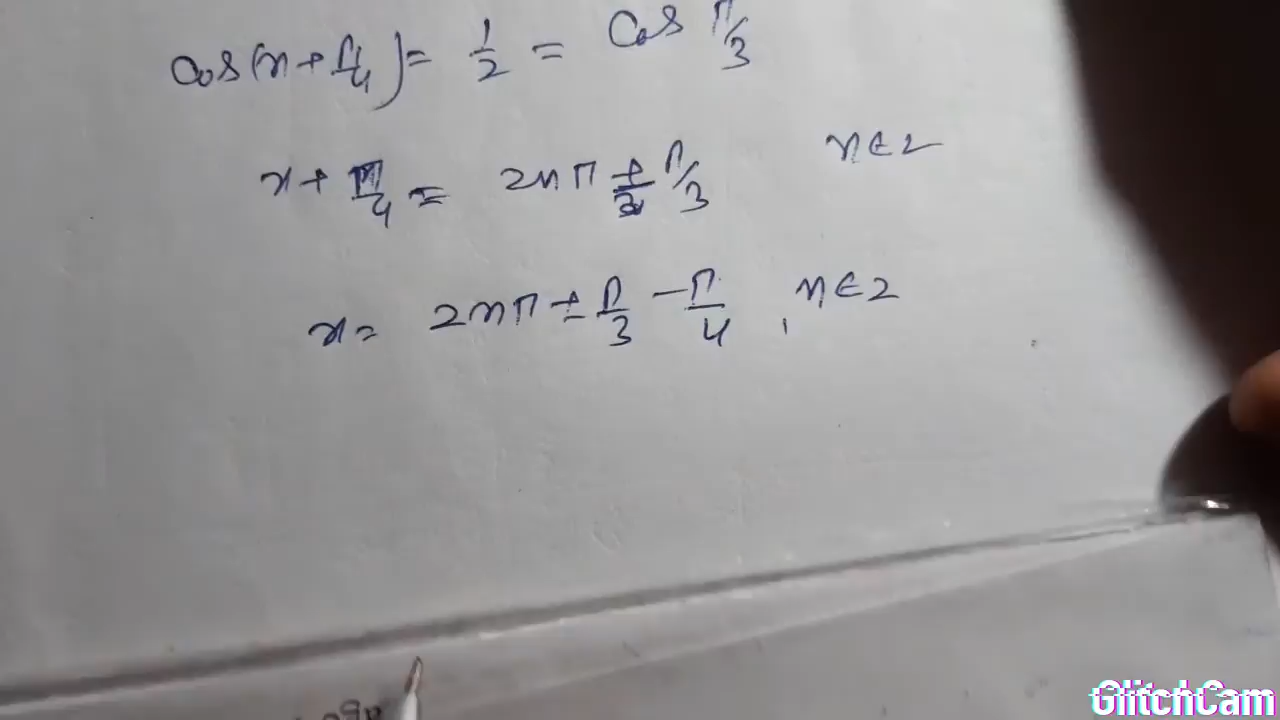 cos(x + π/4) = 1/2 = cos π/3
x + π/4 = 2nπ ± π/3 n ∈ z
x = 2nπ ± π/3 - π/4 , n ∈ z
GlitchCam